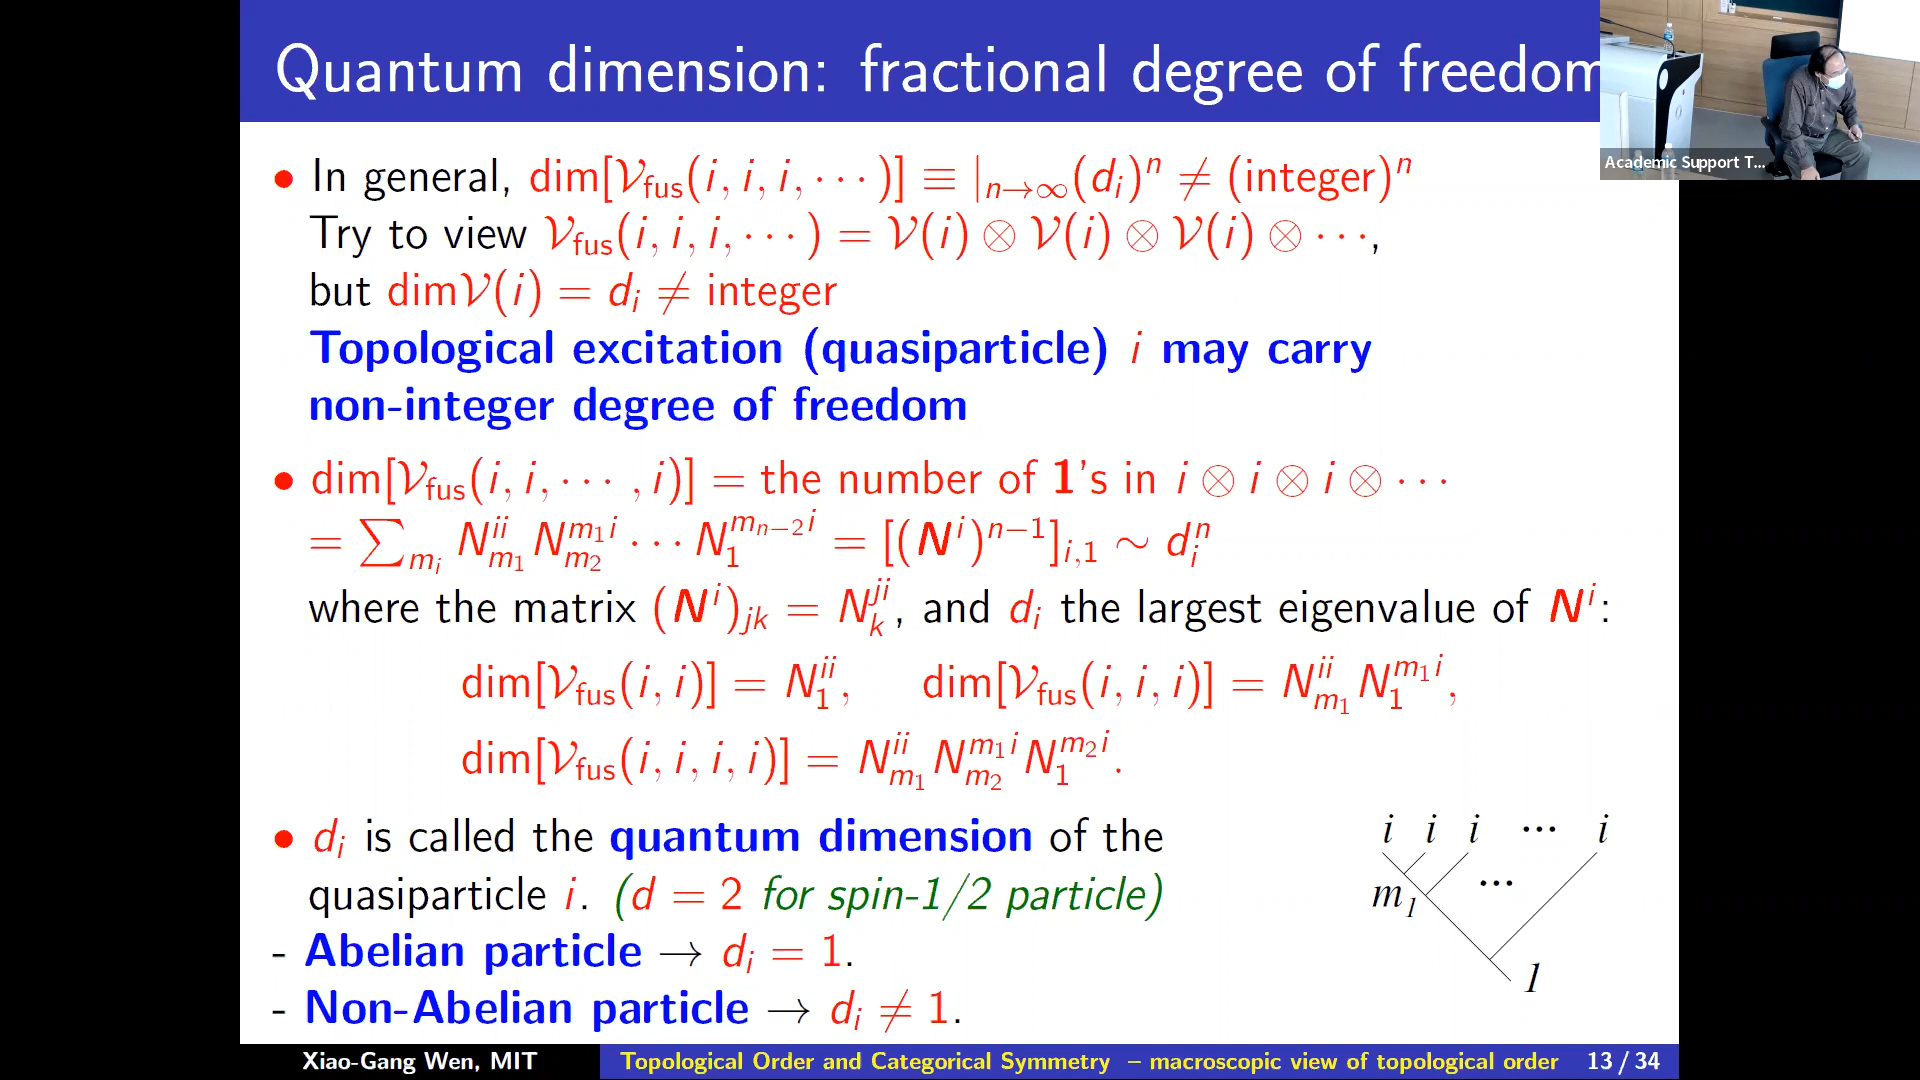 Quantum dimension: fractional degree of freedom
Academic Support T...
• In general, dim[𝒱_fus(i, i, i, ⋯)] ≡ |_{n→∞}(d_i)^n ≠ (integer)^n
Try to view 𝒱_fus(i, i, i, ⋯) = 𝒱(i) ⊗ 𝒱(i) ⊗ 𝒱(i) ⊗ ⋯,
but dim𝒱(i) = d_i ≠ integer
Topological excitation (quasiparticle) i may carry
non-integer degree of freedom
• dim[𝒱_fus(i, i, ⋯ , i)] = the number of 1's in i ⊗ i ⊗ i ⊗ ⋯
= ∑_{m_i} N^{ii}_{m_1} N^{m_1 i}_{m_2} ⋯ N^{m_{n-2} i}_1 = [(N^i)^{n-1}]_{i,1} ∼ d_i^n
where the matrix (N^i)_{jk} = N^{ji}_k, and d_i the largest eigenvalue of N^i:
dim[𝒱_fus(i, i)] = N^{ii}_1, dim[𝒱_fus(i, i, i)] = N^{ii}_{m_1} N^{m_1 i}_1,
dim[𝒱_fus(i, i, i, i)] = N^{ii}_{m_1} N^{m_1 i}_{m_2} N^{m_2 i}_1.
• d_i is called the quantum dimension of the
quasiparticle i. (d = 2 for spin-1/2 particle)
- Abelian particle → d_i = 1.
- Non-Abelian particle → d_i ≠ 1.
i i i ⋯ i
m_1 ⋯
1
Xiao-Gang Wen, MIT Topological Order and Categorical Symmetry – macroscopic view of topological order 13 / 34